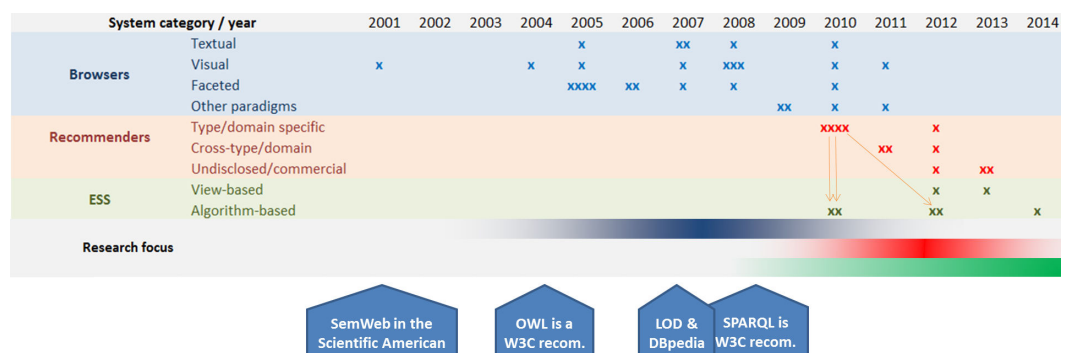 System category / year 2001 2002 2003 2004 2005 2006 2007 2008 2009 2010 2011 2012 2013 2014
Textual x xx x x
Browsers
Visual x x x x xxx x x
Faceted xxxx xx x x x
Other paradigms xx x x
Type/domain specific xxxx x
Recommenders
Cross-type/domain xx x
Undisclosed/commercial x xx
View-based x x
ESS
Algorithm-based xx xx x
Research focus
SemWeb in the
Scientific American
OWL is a
W3C recom.
LOD &
DBpedia
SPARQL is
W3C recom.